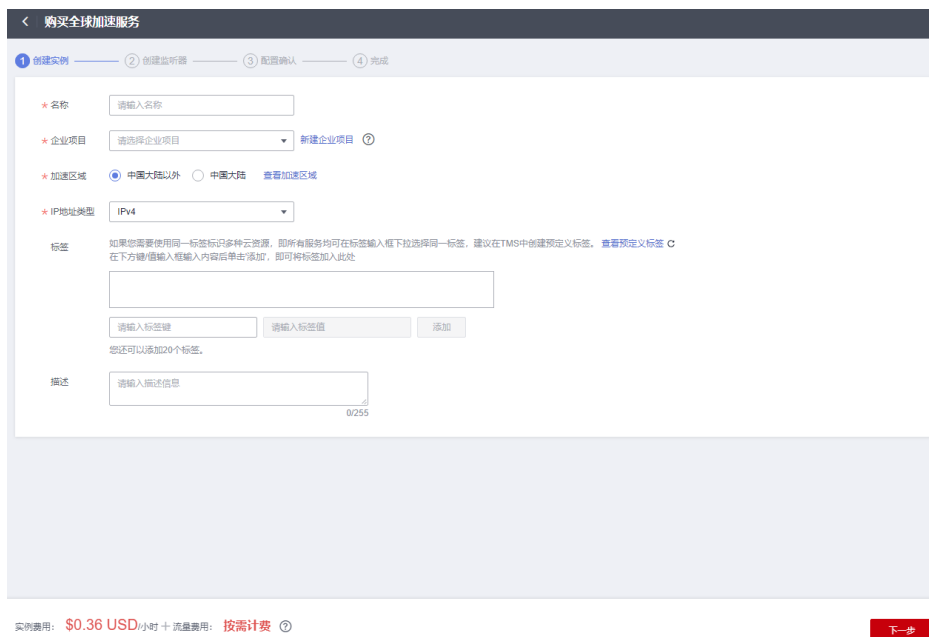 购买全球加速服务
1 创建实例 2 创建监听器 3 配置确认 4 完成
* 名称 请输入名称
* 企业项目 请选择企业项目 新建企业项目 ?
* 加速区域 中国大陆以外 中国大陆 查看加速区域
* IP地址类型 IPv4
标签 如果您需要使用同一标签标识多种云资源，即所有服务均可在标签输入框下拉选择同一标签，建议在TMS中创建预定义标签。 查看预定义标签
在下方键/值输入框输入内容后单击'添加'，即可将标签加入此处
请输入标签键 请输入标签值 添加
您还可以添加20个标签。
描述 请输入描述信息
0/255
实例费用： $0.36 USD/小时 + 流量费用： 按需计费 ?
下一步